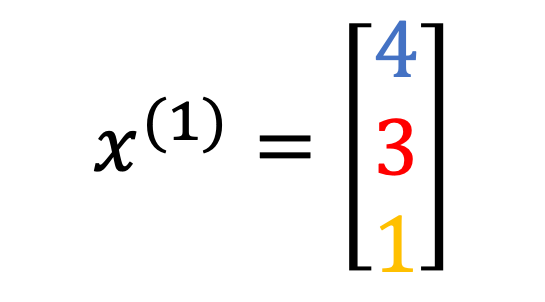 x⁽¹⁾ = [4
3
1]